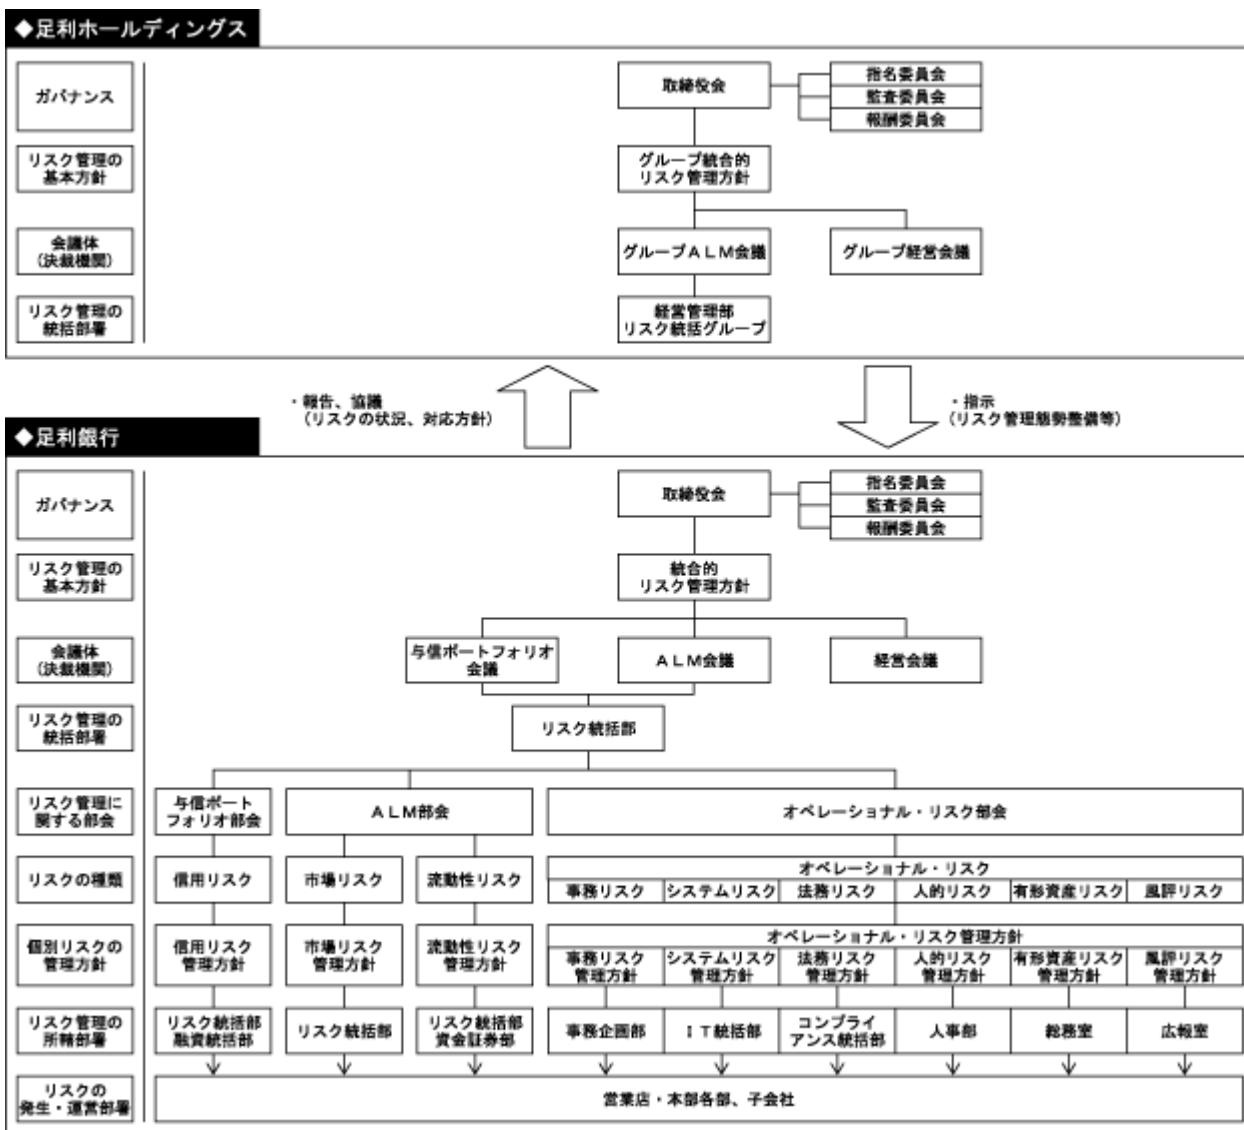 ◆足利ホールディングス
ガバナンス
取締役会
指名委員会
監査委員会
報酬委員会
リスク管理の
基本方針
グループ統合的
リスク管理方針
会議体
(決裁機関)
グループALM会議
グループ経営会議
リスク管理の
統括部署
経営管理部
リスク統括グループ
・報告、協議
(リスクの状況、対応方針)
・指示
(リスク管理態勢整備等)
◆足利銀行
ガバナンス
取締役会
指名委員会
監査委員会
報酬委員会
リスク管理の
基本方針
統合的
リスク管理方針
会議体
(決裁機関)
与信ポートフォリオ
会議
ALM会議
経営会議
リスク管理の
統括部署
リスク統括部
リスク管理に
関する部会
与信ポート
フォリオ部会
ALM部会
オペレーショナル・リスク部会
リスクの種類
信用リスク
市場リスク
流動性リスク
オペレーショナル・リスク
事務リスク
システムリスク
法務リスク
人的リスク
有形資産リスク
風評リスク
個別リスクの
管理方針
信用リスク
管理方針
市場リスク
管理方針
流動性リスク
管理方針
オペレーショナル・リスク管理方針
事務リスク
管理方針
システムリスク
管理方針
法務リスク
管理方針
人的リスク
管理方針
有形資産リスク
管理方針
風評リスク
管理方針
リスク管理の
所轄部署
リスク統括部
融資統括部
リスク統括部
リスク統括部
資金証券部
事務企画部
IT統括部
コンプライ
アンス統括部
人事部
総務室
広報室
リスクの
発生・運営部署
営業店・本部各部、子会社